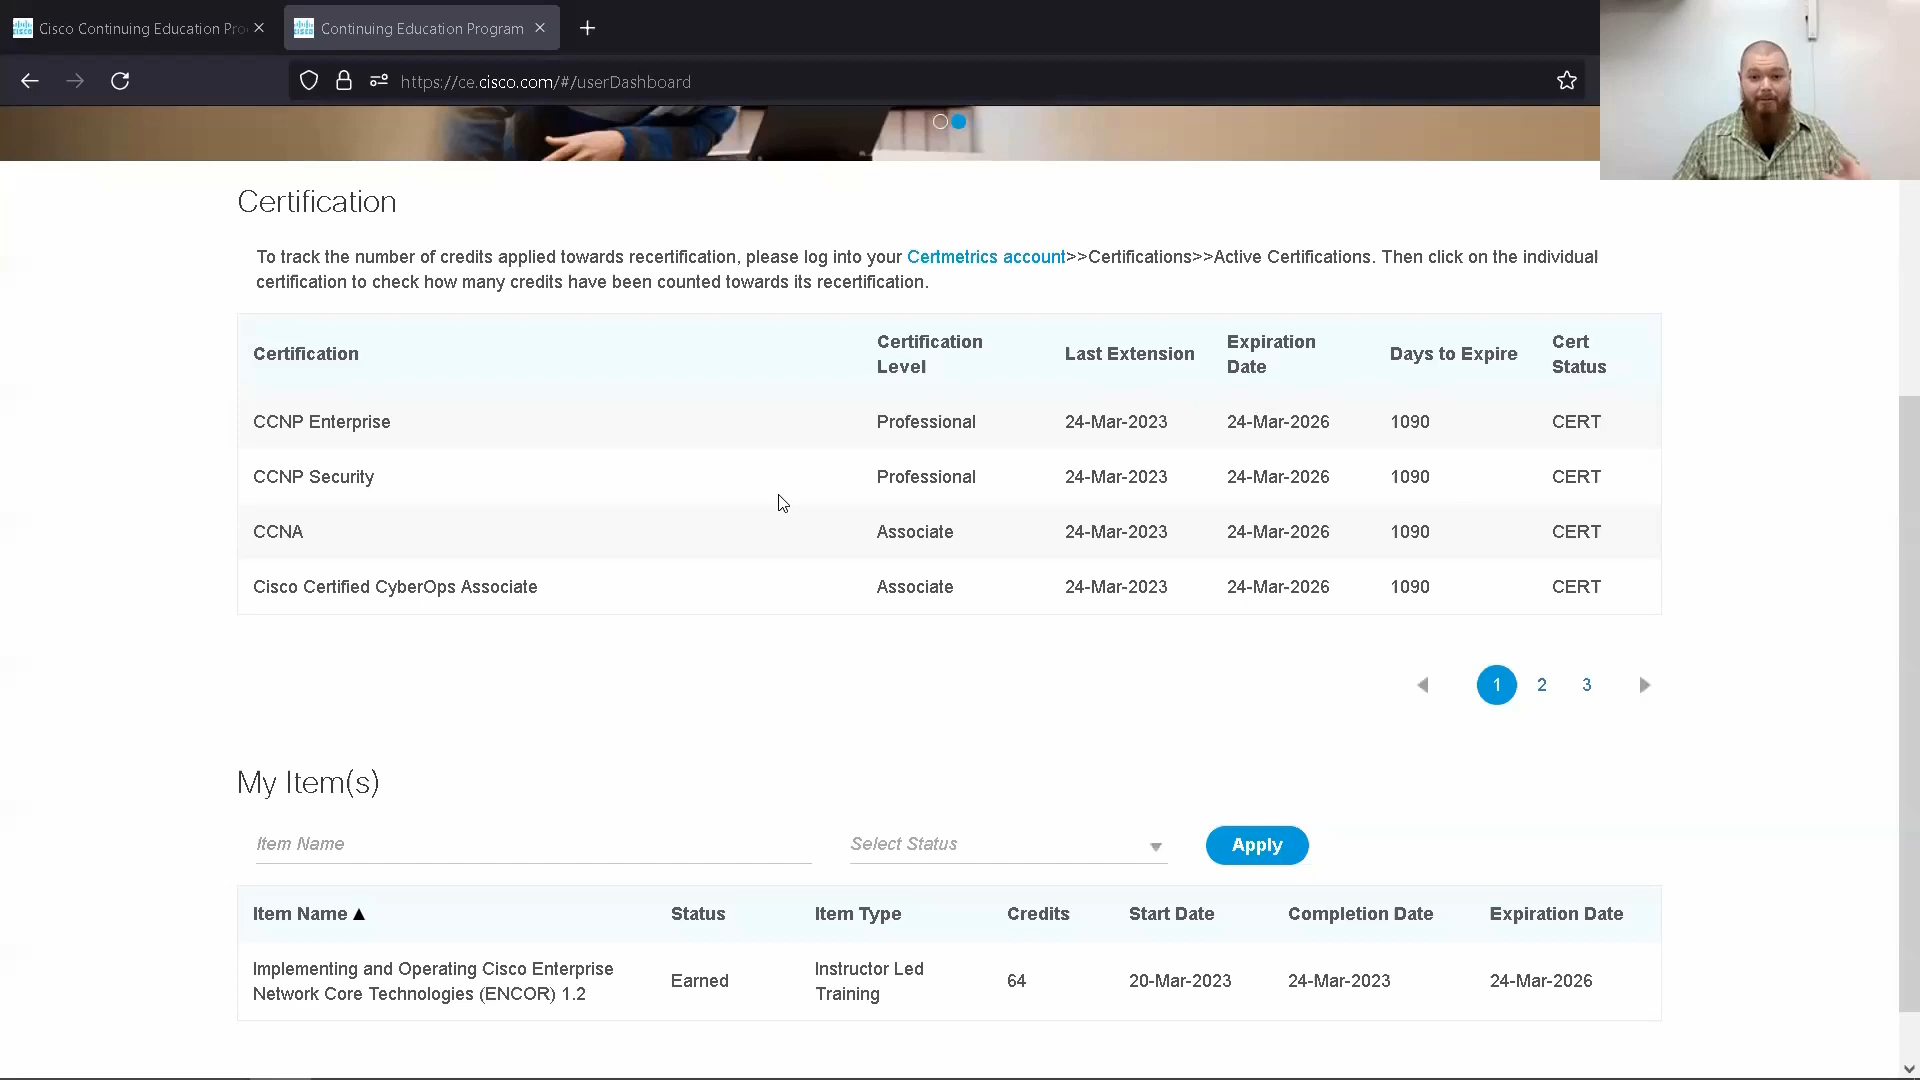 Cisco Continuing Education Pro
Continuing Education Program
https://ce.cisco.com/#/userDashboard
Certification
To track the number of credits applied towards recertification, please log into your Certmetrics account>>Certifications>>Active Certifications. Then click on the individual
certification to check how many credits have been counted towards its recertification.
Certification Certification Level Last Extension Expiration Date Days to Expire Cert Status
CCNP Enterprise Professional 24-Mar-2023 24-Mar-2026 1090 CERT
CCNP Security Professional 24-Mar-2023 24-Mar-2026 1090 CERT
CCNA Associate 24-Mar-2023 24-Mar-2026 1090 CERT
Cisco Certified CyberOps Associate Associate 24-Mar-2023 24-Mar-2026 1090 CERT
1 2 3
My Item(s)
Item Name Select Status Apply
Item Name ▲ Status Item Type Credits Start Date Completion Date Expiration Date
Implementing and Operating Cisco Enterprise
Network Core Technologies (ENCOR) 1.2
Earned
Instructor Led
Training
64 20-Mar-2023 24-Mar-2023 24-Mar-2026